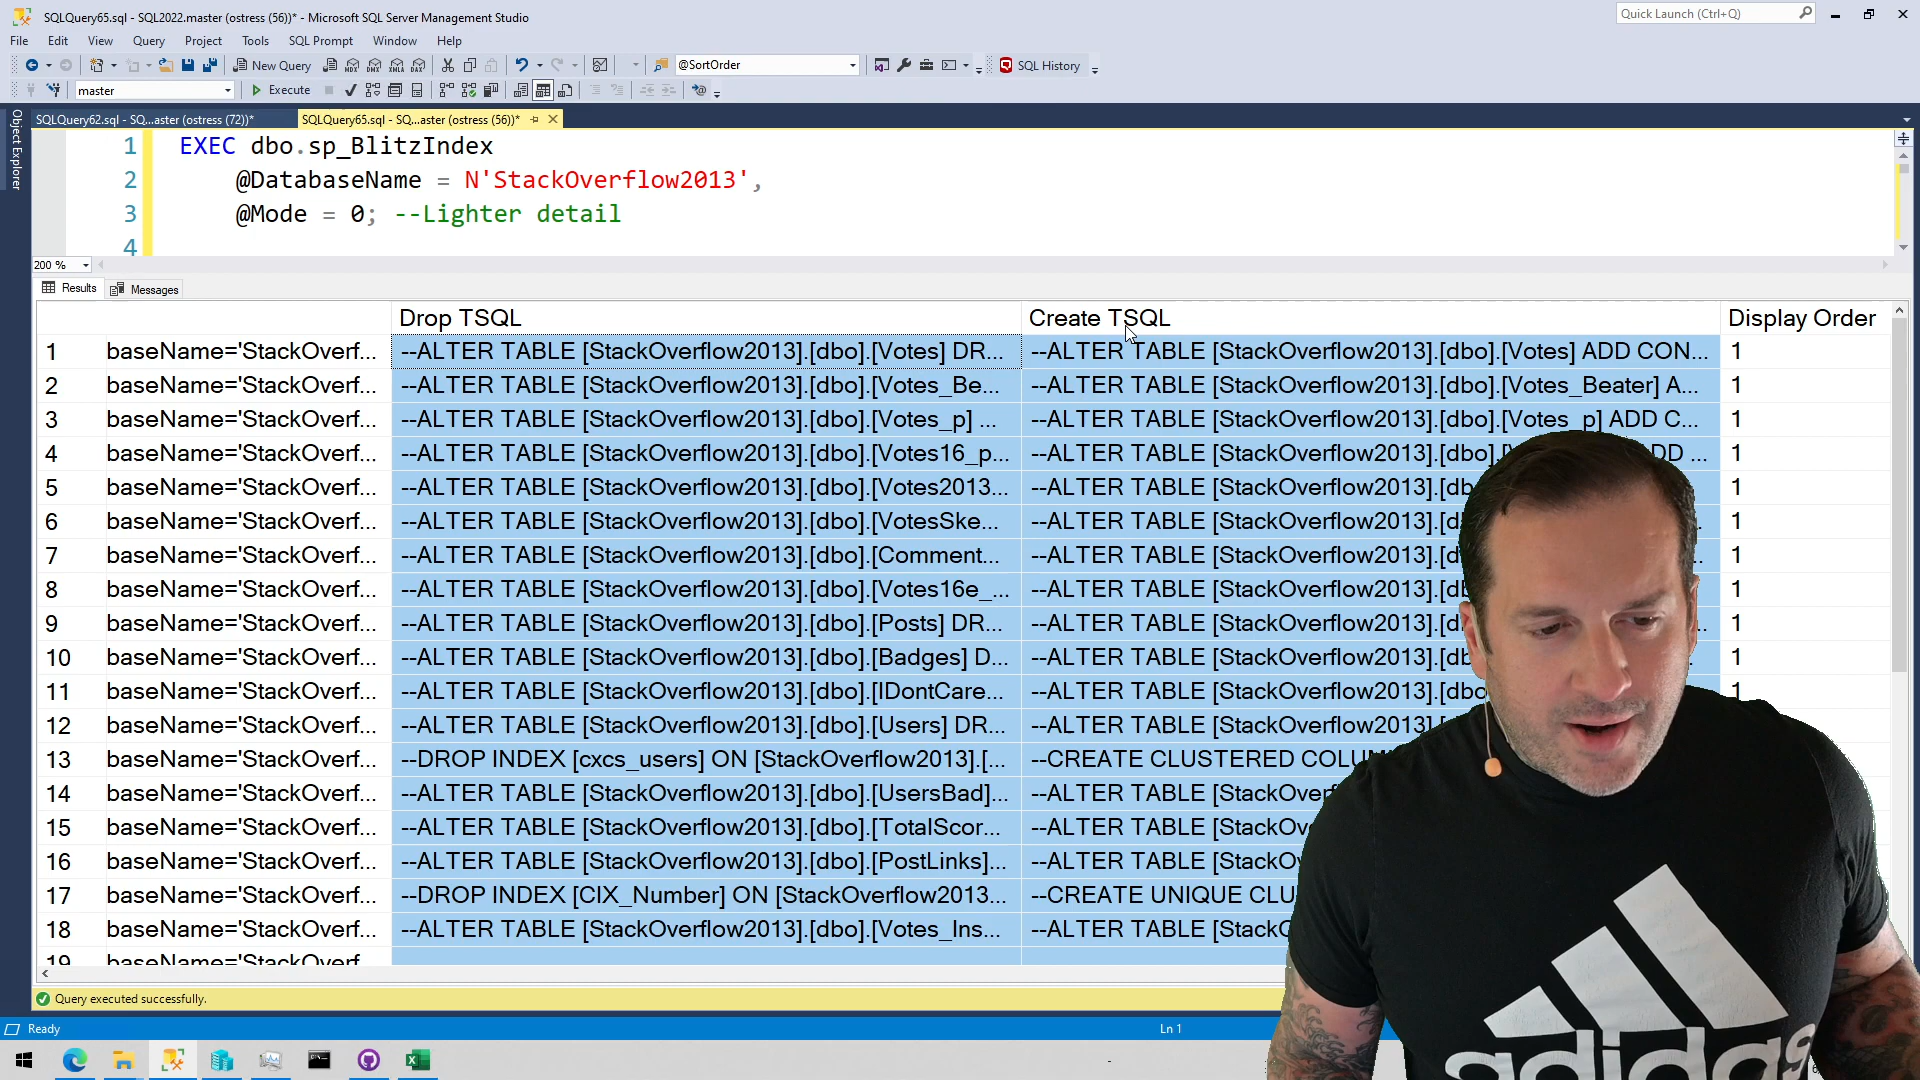 SQLQuery65.sql - SQL2022.master (ostress (56))* - Microsoft SQL Server Management Studio
Quick Launch (Ctrl+Q)
File Edit View Query Project Tools SQL Prompt Window Help
New Query @SortOrder SQL History
master Execute
SQLQuery62.sql - SQ...aster (ostress (72))* SQLQuery65.sql - SQ...aster (ostress (56))*
Object Explorer
1 EXEC dbo.sp_BlitzIndex
2 @DatabaseName = N'StackOverflow2013',
3 @Mode = 0; --Lighter detail
4
200 %
Results Messages
Drop TSQL Create TSQL Display Order
1 baseName='StackOverf... --ALTER TABLE [StackOverflow2013].[dbo].[Votes] DR... --ALTER TABLE [StackOverflow2013].[dbo].[Votes] ADD CON... 1
2 baseName='StackOverf... --ALTER TABLE [StackOverflow2013].[dbo].[Votes_Be... --ALTER TABLE [StackOverflow2013].[dbo].[Votes_Beater] A... 1
3 baseName='StackOverf... --ALTER TABLE [StackOverflow2013].[dbo].[Votes_p] ... --ALTER TABLE [StackOverflow2013].[dbo].[Votes_p] ADD C... 1
4 baseName='StackOverf... --ALTER TABLE [StackOverflow2013].[dbo].[Votes16_p... --ALTER TABLE [StackOverflow2013].[dbo].[ DD ... 1
5 baseName='StackOverf... --ALTER TABLE [StackOverflow2013].[dbo].[Votes2013... --ALTER TABLE [StackOverflow2013].[db 1
6 baseName='StackOverf... --ALTER TABLE [StackOverflow2013].[dbo].[VotesSke... --ALTER TABLE [StackOverflow2013].[d 1
7 baseName='StackOverf... --ALTER TABLE [StackOverflow2013].[dbo].[Comment... --ALTER TABLE [StackOverflow2013].[d 1
8 baseName='StackOverf... --ALTER TABLE [StackOverflow2013].[dbo].[Votes16e_... --ALTER TABLE [StackOverflow2013].[d 1
9 baseName='StackOverf... --ALTER TABLE [StackOverflow2013].[dbo].[Posts] DR... --ALTER TABLE [StackOverflow2013].[d 1
10 baseName='StackOverf... --ALTER TABLE [StackOverflow2013].[dbo].[Badges] D... --ALTER TABLE [StackOverflow2013].[db 1
11 baseName='StackOverf... --ALTER TABLE [StackOverflow2013].[dbo].[IDontCare... --ALTER TABLE [StackOverflow2013].[dbo 1
12 baseName='StackOverf... --ALTER TABLE [StackOverflow2013].[dbo].[Users] DR... --ALTER TABLE [StackOverflow2013].[
13 baseName='StackOverf... --DROP INDEX [cxcs_users] ON [StackOverflow2013].[... --CREATE CLUSTERED COLUM
14 baseName='StackOverf... --ALTER TABLE [StackOverflow2013].[dbo].[UsersBad]... --ALTER TABLE [StackOverf
15 baseName='StackOverf... --ALTER TABLE [StackOverflow2013].[dbo].[TotalScor... --ALTER TABLE [StackOv
16 baseName='StackOverf... --ALTER TABLE [StackOverflow2013].[dbo].[PostLinks]... --ALTER TABLE [StackO
17 baseName='StackOverf... --DROP INDEX [CIX_Number] ON [StackOverflow2013... --CREATE UNIQUE CLU
18 baseName='StackOverf... --ALTER TABLE [StackOverflow2013].[dbo].[Votes_Ins... --ALTER TABLE [Stack
19 baseName='StackOverf
Query executed successfully.
Ready Ln 1
adidas